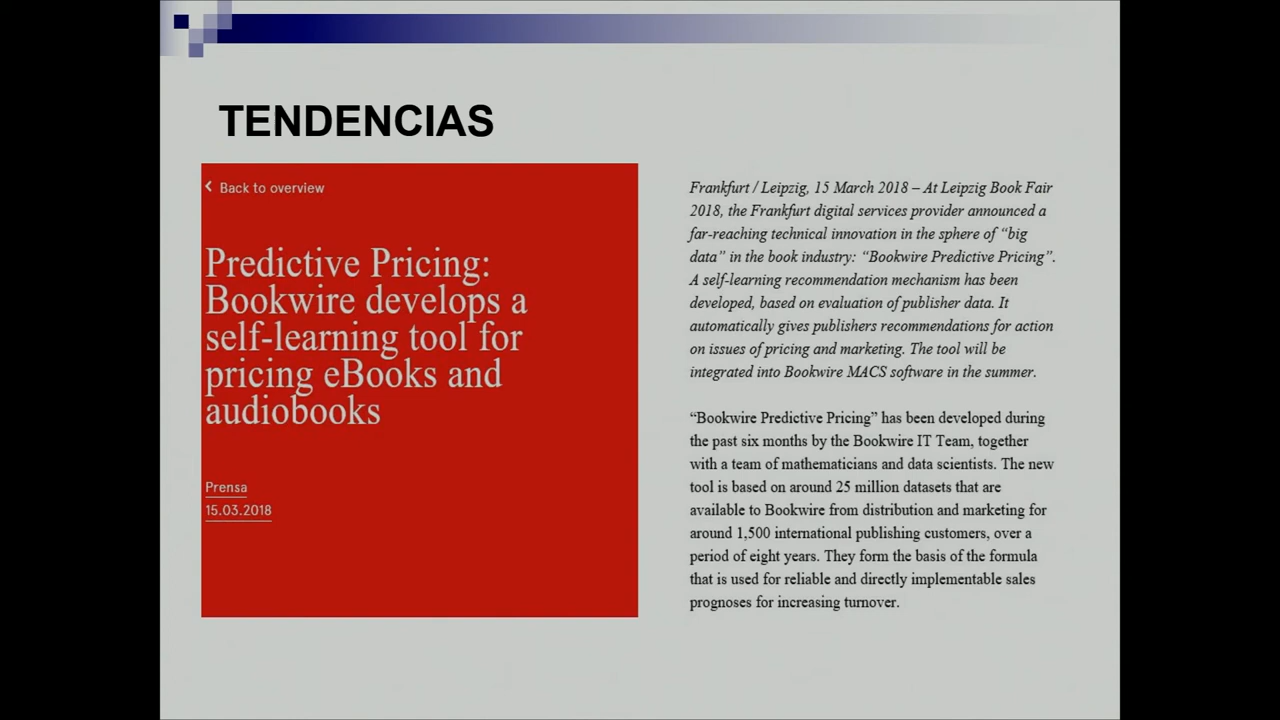 TENDENCIAS
Back to overview
Predictive Pricing:
Bookwire develops a
self-learning tool for
pricing eBooks and
audiobooks
Prensa
15.03.2018
Frankfurt / Leipzig, 15 March 2018 – At Leipzig Book Fair
2018, the Frankfurt digital services provider announced a
far-reaching technical innovation in the sphere of “big
data” in the book industry: “Bookwire Predictive Pricing”.
A self-learning recommendation mechanism has been
developed, based on evaluation of publisher data. It
automatically gives publishers recommendations for action
on issues of pricing and marketing. The tool will be
integrated into Bookwire MACS software in the summer.
“Bookwire Predictive Pricing” has been developed during
the past six months by the Bookwire IT Team, together
with a team of mathematicians and data scientists. The new
tool is based on around 25 million datasets that are
available to Bookwire from distribution and marketing for
around 1,500 international publishing customers, over a
period of eight years. They form the basis of the formula
that is used for reliable and directly implementable sales
prognoses for increasing turnover.